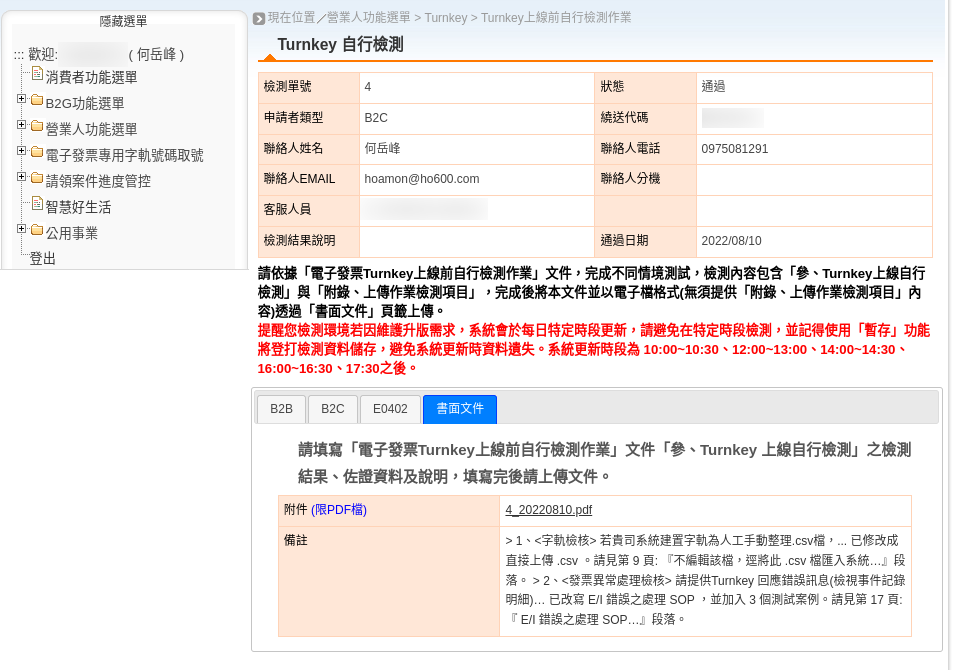 隱藏選單
::: 歡迎: ( 何岳峰 )
消費者功能選單
B2G功能選單
營業人功能選單
電子發票專用字軌號碼取號
請領案件進度管控
智慧好生活
公用事業
登出
現在位置／營業人功能選單 > Turnkey > Turnkey上線前自行檢測作業
Turnkey 自行檢測
檢測單號 4 狀態 通過
申請者類型 B2C 繞送代碼
聯絡人姓名 何岳峰 聯絡人電話 0975081291
聯絡人EMAIL hoamon@ho600.com 聯絡人分機
客服人員
檢測結果說明 通過日期 2022/08/10
請依據「電子發票Turnkey上線前自行檢測作業」文件，完成不同情境測試，檢測內容包含「參、Turnkey上線自行
檢測」與「附錄、上傳作業檢測項目」，完成後將本文件並以電子檔格式(無須提供「附錄、上傳作業檢測項目」內
容)透過「書面文件」頁籤上傳。
提醒您檢測環境若因維護升版需求，系統會於每日特定時段更新，請避免在特定時段檢測，並記得使用「暫存」功能
將登打檢測資料儲存，避免系統更新時資料遺失。系統更新時段為 10:00~10:30、12:00~13:00、14:00~14:30、
16:00~16:30、17:30之後。
B2B B2C E0402 書面文件
請填寫「電子發票Turnkey上線前自行檢測作業」文件「參、Turnkey 上線自行檢測」之檢測
結果、佐證資料及說明，填寫完後請上傳文件。
附件 (限PDF檔) 4_20220810.pdf
備註 > 1、<字軌檢核> 若貴司系統建置字軌為人工手動整理.csv檔，... 已修改成
直接上傳 .csv 。請見第 9 頁: 『不編輯該檔，逕將此 .csv 檔匯入系統…』段
落。 > 2、<發票異常處理檢核> 請提供Turnkey 回應錯誤訊息(檢視事件記錄
明細)… 已改寫 E/I 錯誤之處理 SOP ，並加入 3 個測試案例。請見第 17 頁:
『 E/I 錯誤之處理 SOP…』段落。